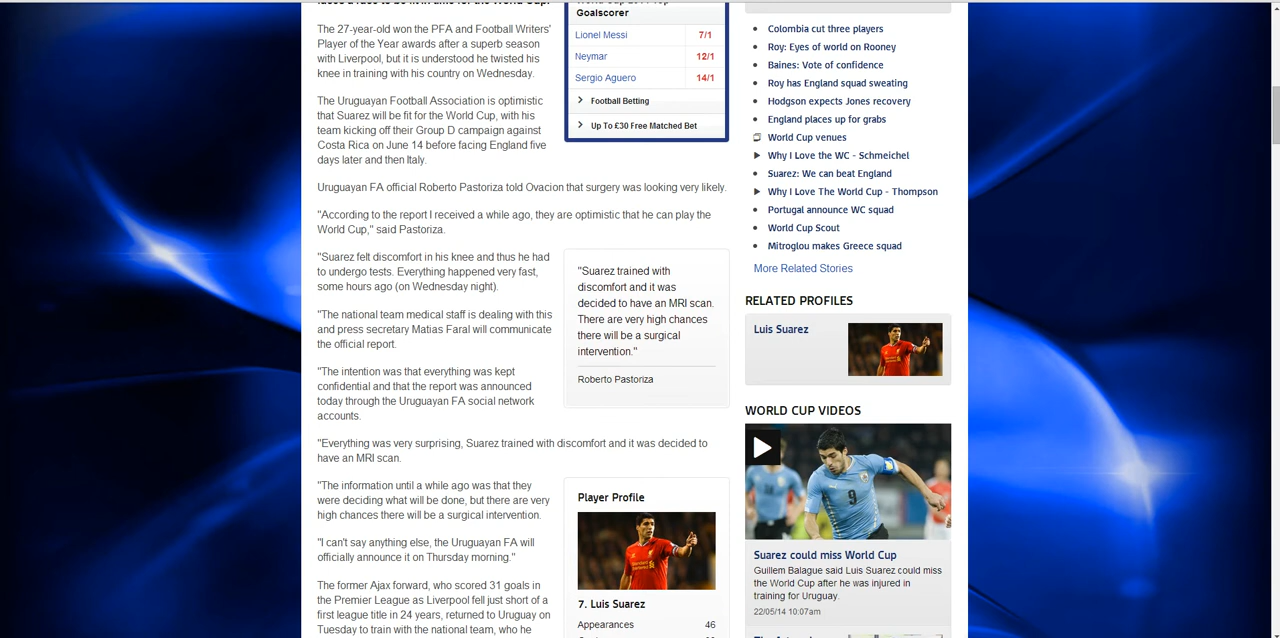 The 27-year-old won the PFA and Football Writers'
Player of the Year awards after a superb season
with Liverpool, but it is understood he twisted his
knee in training with his country on Wednesday.
The Uruguayan Football Association is optimistic
that Suarez will be fit for the World Cup, with his
team kicking off their Group D campaign against
Costa Rica on June 14 before facing England five
days later and then Italy.
Uruguayan FA official Roberto Pastoriza told Ovacion that surgery was looking very likely.
"According to the report I received a while ago, they are optimistic that he can play the
World Cup," said Pastoriza.
"Suarez felt discomfort in his knee and thus he had
to undergo tests. Everything happened very fast,
some hours ago (on Wednesday night).
"The national team medical staff is dealing with this
and press secretary Matias Faral will communicate
the official report.
"The intention was that everything was kept
confidential and that the report was announced
today through the Uruguayan FA social network
accounts.
"Everything was very surprising, Suarez trained with discomfort and it was decided to
have an MRI scan.
"The information until a while ago was that they
were deciding what will be done, but there are very
high chances there will be a surgical intervention.
"I can't say anything else, the Uruguayan FA will
officially announce it on Thursday morning."
The former Ajax forward, who scored 31 goals in
the Premier League as Liverpool fell just short of a
first league title in 24 years, returned to Uruguay on
Tuesday to train with the national team, who he
Goalscorer
Lionel Messi 7/1
Neymar 12/1
Sergio Aguero 14/1
Football Betting
Up To £30 Free Matched Bet
"Suarez trained with
discomfort and it was
decided to have an MRI scan.
There are very high chances
there will be a surgical
intervention."
Roberto Pastoriza
Player Profile
7. Luis Suarez
Appearances 46
Colombia cut three players
Roy: Eyes of world on Rooney
Baines: Vote of confidence
Roy has England squad sweating
Hodgson expects Jones recovery
England places up for grabs
World Cup venues
Why I Love the WC - Schmeichel
Suarez: We can beat England
Why I Love The World Cup - Thompson
Portugal announce WC squad
World Cup Scout
Mitroglou makes Greece squad
More Related Stories
RELATED PROFILES
Luis Suarez
WORLD CUP VIDEOS
9
Suarez could miss World Cup
Guillem Balague said Luis Suarez could miss
the World Cup after he was injured in
training for Uruguay.
22/05/14 10:07am